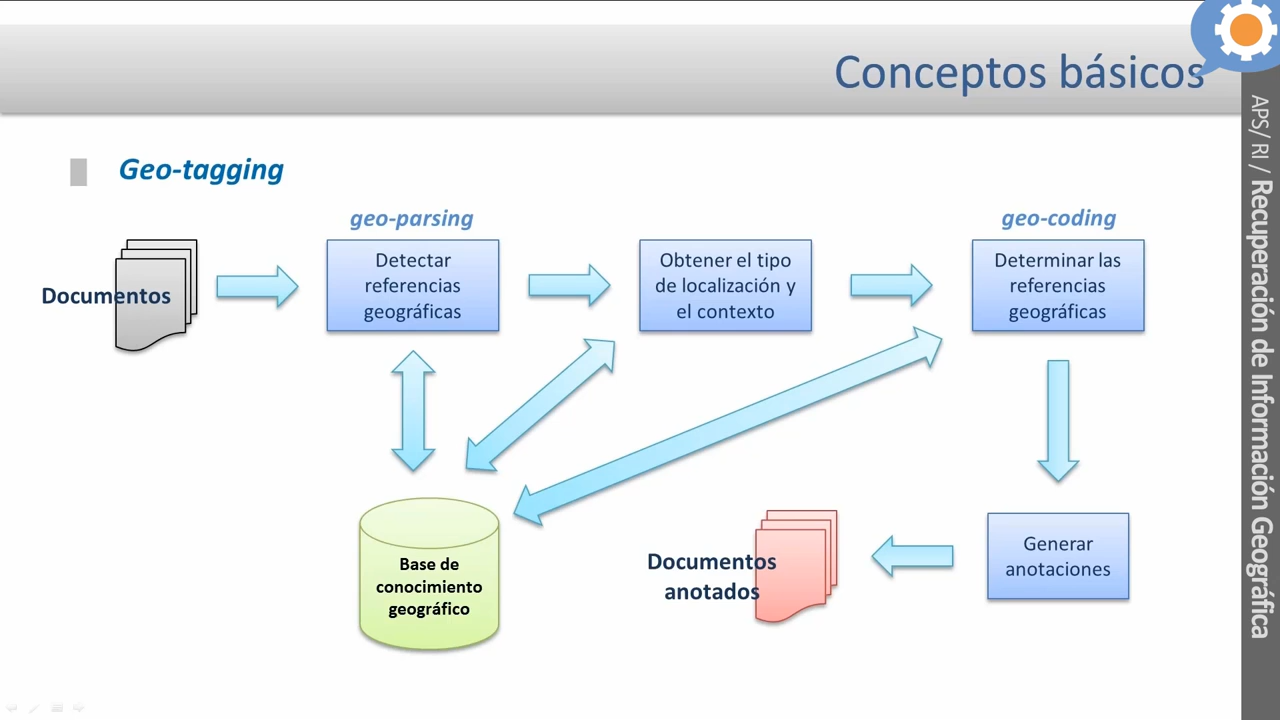 Conceptos básicos
Geo-tagging
geo-parsing
geo-coding
Documentos
Detectar
referencias
geográficas
Obtener el tipo
de localización y
el contexto
Determinar las
referencias
geográficas
Base de
conocimiento
geográfico
Documentos
anotados
Generar
anotaciones
APS/ RI / Recuperación de Información Geográfica